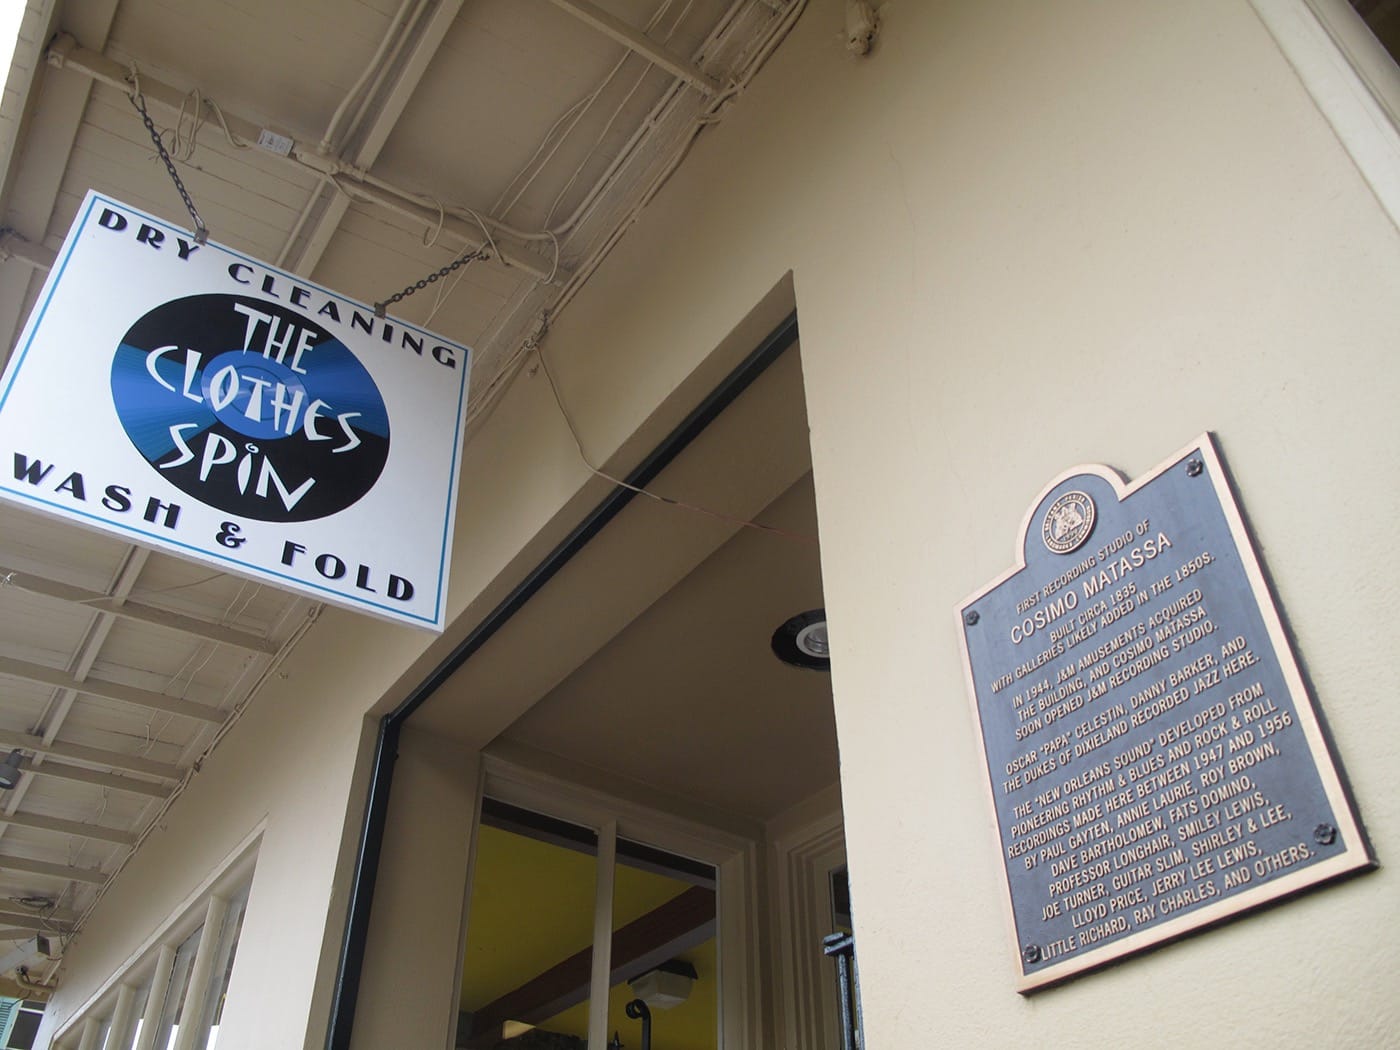 DRY CLEANING
THE
CLOTHES
SPIN
WASH & FOLD
FIRST RECORDING STUDIO OF
COSIMO MATASSA
BUILT CIRCA 1835
WITH GALLERIES LIKELY ADDED IN THE 1850S.
IN 1944, J&M AMUSEMENTS ACQUIRED
THE BUILDING, AND COSIMO MATASSA
SOON OPENED J&M RECORDING STUDIO.
OSCAR "PAPA" CELESTIN, DANNY BARKER, AND
THE DUKES OF DIXIELAND RECORDED JAZZ HERE.
THE "NEW ORLEANS SOUND" DEVELOPED FROM
PIONEERING RHYTHM & BLUES AND ROCK & ROLL
RECORDINGS MADE HERE BETWEEN 1947 AND 1956
BY PAUL GAYTEN, ANNIE LAURIE, ROY BROWN,
DAVE BARTHOLOMEW, FATS DOMINO,
PROFESSOR LONGHAIR, SMILEY LEWIS,
JOE TURNER, GUITAR SLIM, SHIRLEY & LEE,
LLOYD PRICE, JERRY LEE LEWIS,
LITTLE RICHARD, RAY CHARLES, AND OTHERS.